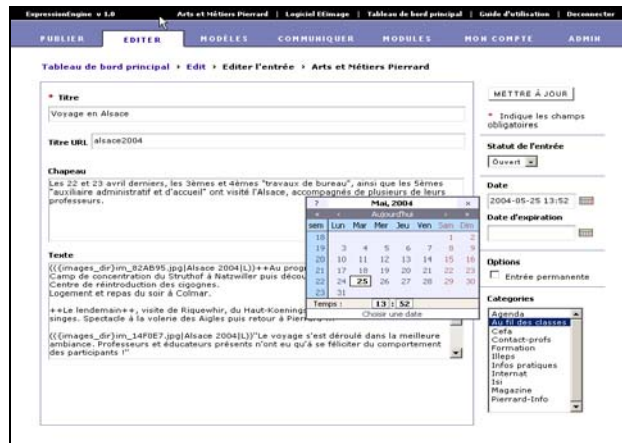 ExpressionEngine v 1.0 Arts et Métiers Pierrard | Logiciel EEimage | Tableau de bord principal | Guide d'utilisation | Deconnecter
PUBLIER EDITER MODÈLES COMMUNIQUER MODULES MON COMPTE ADMIN
Tableau de bord principal › Edit › Editer l'entrée › Arts et Métiers Pierrard
* Titre
Voyage en Alsace
Titre URL alsace2004
Chapeau
Les 22 et 23 avril derniers, les 3èmes et 4èmes "travaux de bureau", ainsi que les 5èmes
"auxiliaire administratif et d'accueil" ont visité l'Alsace, accompagnés de plusieurs de leurs
professeurs.
Texte
{{{images_dir}im_82AB95.jpg|Alsace 2004|L}}++Au prog
Camp de concentration du Struthof à Natzwiller puis décou
Centre de réintroduction des cigognes.
Logement et repas du soir à Colmar.
++Le lendemain++, visite de Riquewihr, du Haut-Koenings
singes. Spectacle à la volerie des Aigles puis retour à Pierrard
{{{images_dir}im_14F0E7.jpg|Alsace 2004|L}}"Le voyage s'est déroulé dans la meilleure
ambiance. Professeurs et éducateurs présents n'ont eu qu'à se féliciter du comportement
des participants !"
? Mai, 2004 ×
« ‹ Aujourd'hui › »
sem Lun Mar Mer Jeu Ven Sam Dim
18 1 2
19 3 4 5 6 7 8 9
20 10 11 12 13 14 15 16
21 17 18 19 20 21 22 23
22 24 25 26 27 28 29 30
23 31
Temps : 13 : 52
Choisir une date
METTRE À JOUR
* Indique les champs
obligatoires
Statut de l'entrée
Ouvert
Date
2004-05-25 13:52
Date d'expiration
Options
Entrée permanente
Categories
Agenda
Au fil des classes
Cefa
Contact-profs
Formation
Illeps
Infos pratiques
Internat
Isi
Magazine
Pierrard-Info